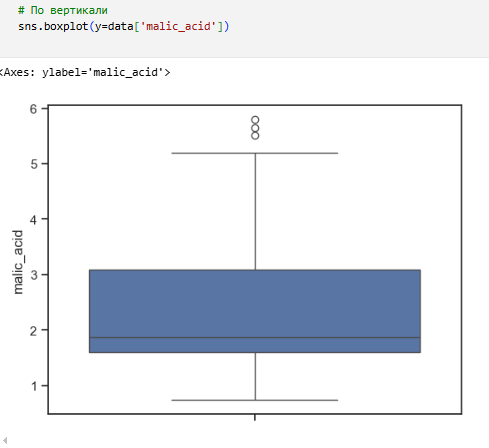 # По вертикали
sns.boxplot(y=data['malic_acid'])
<Axes: ylabel='malic_acid'>
6
5
4
malic_acid
3
2
1